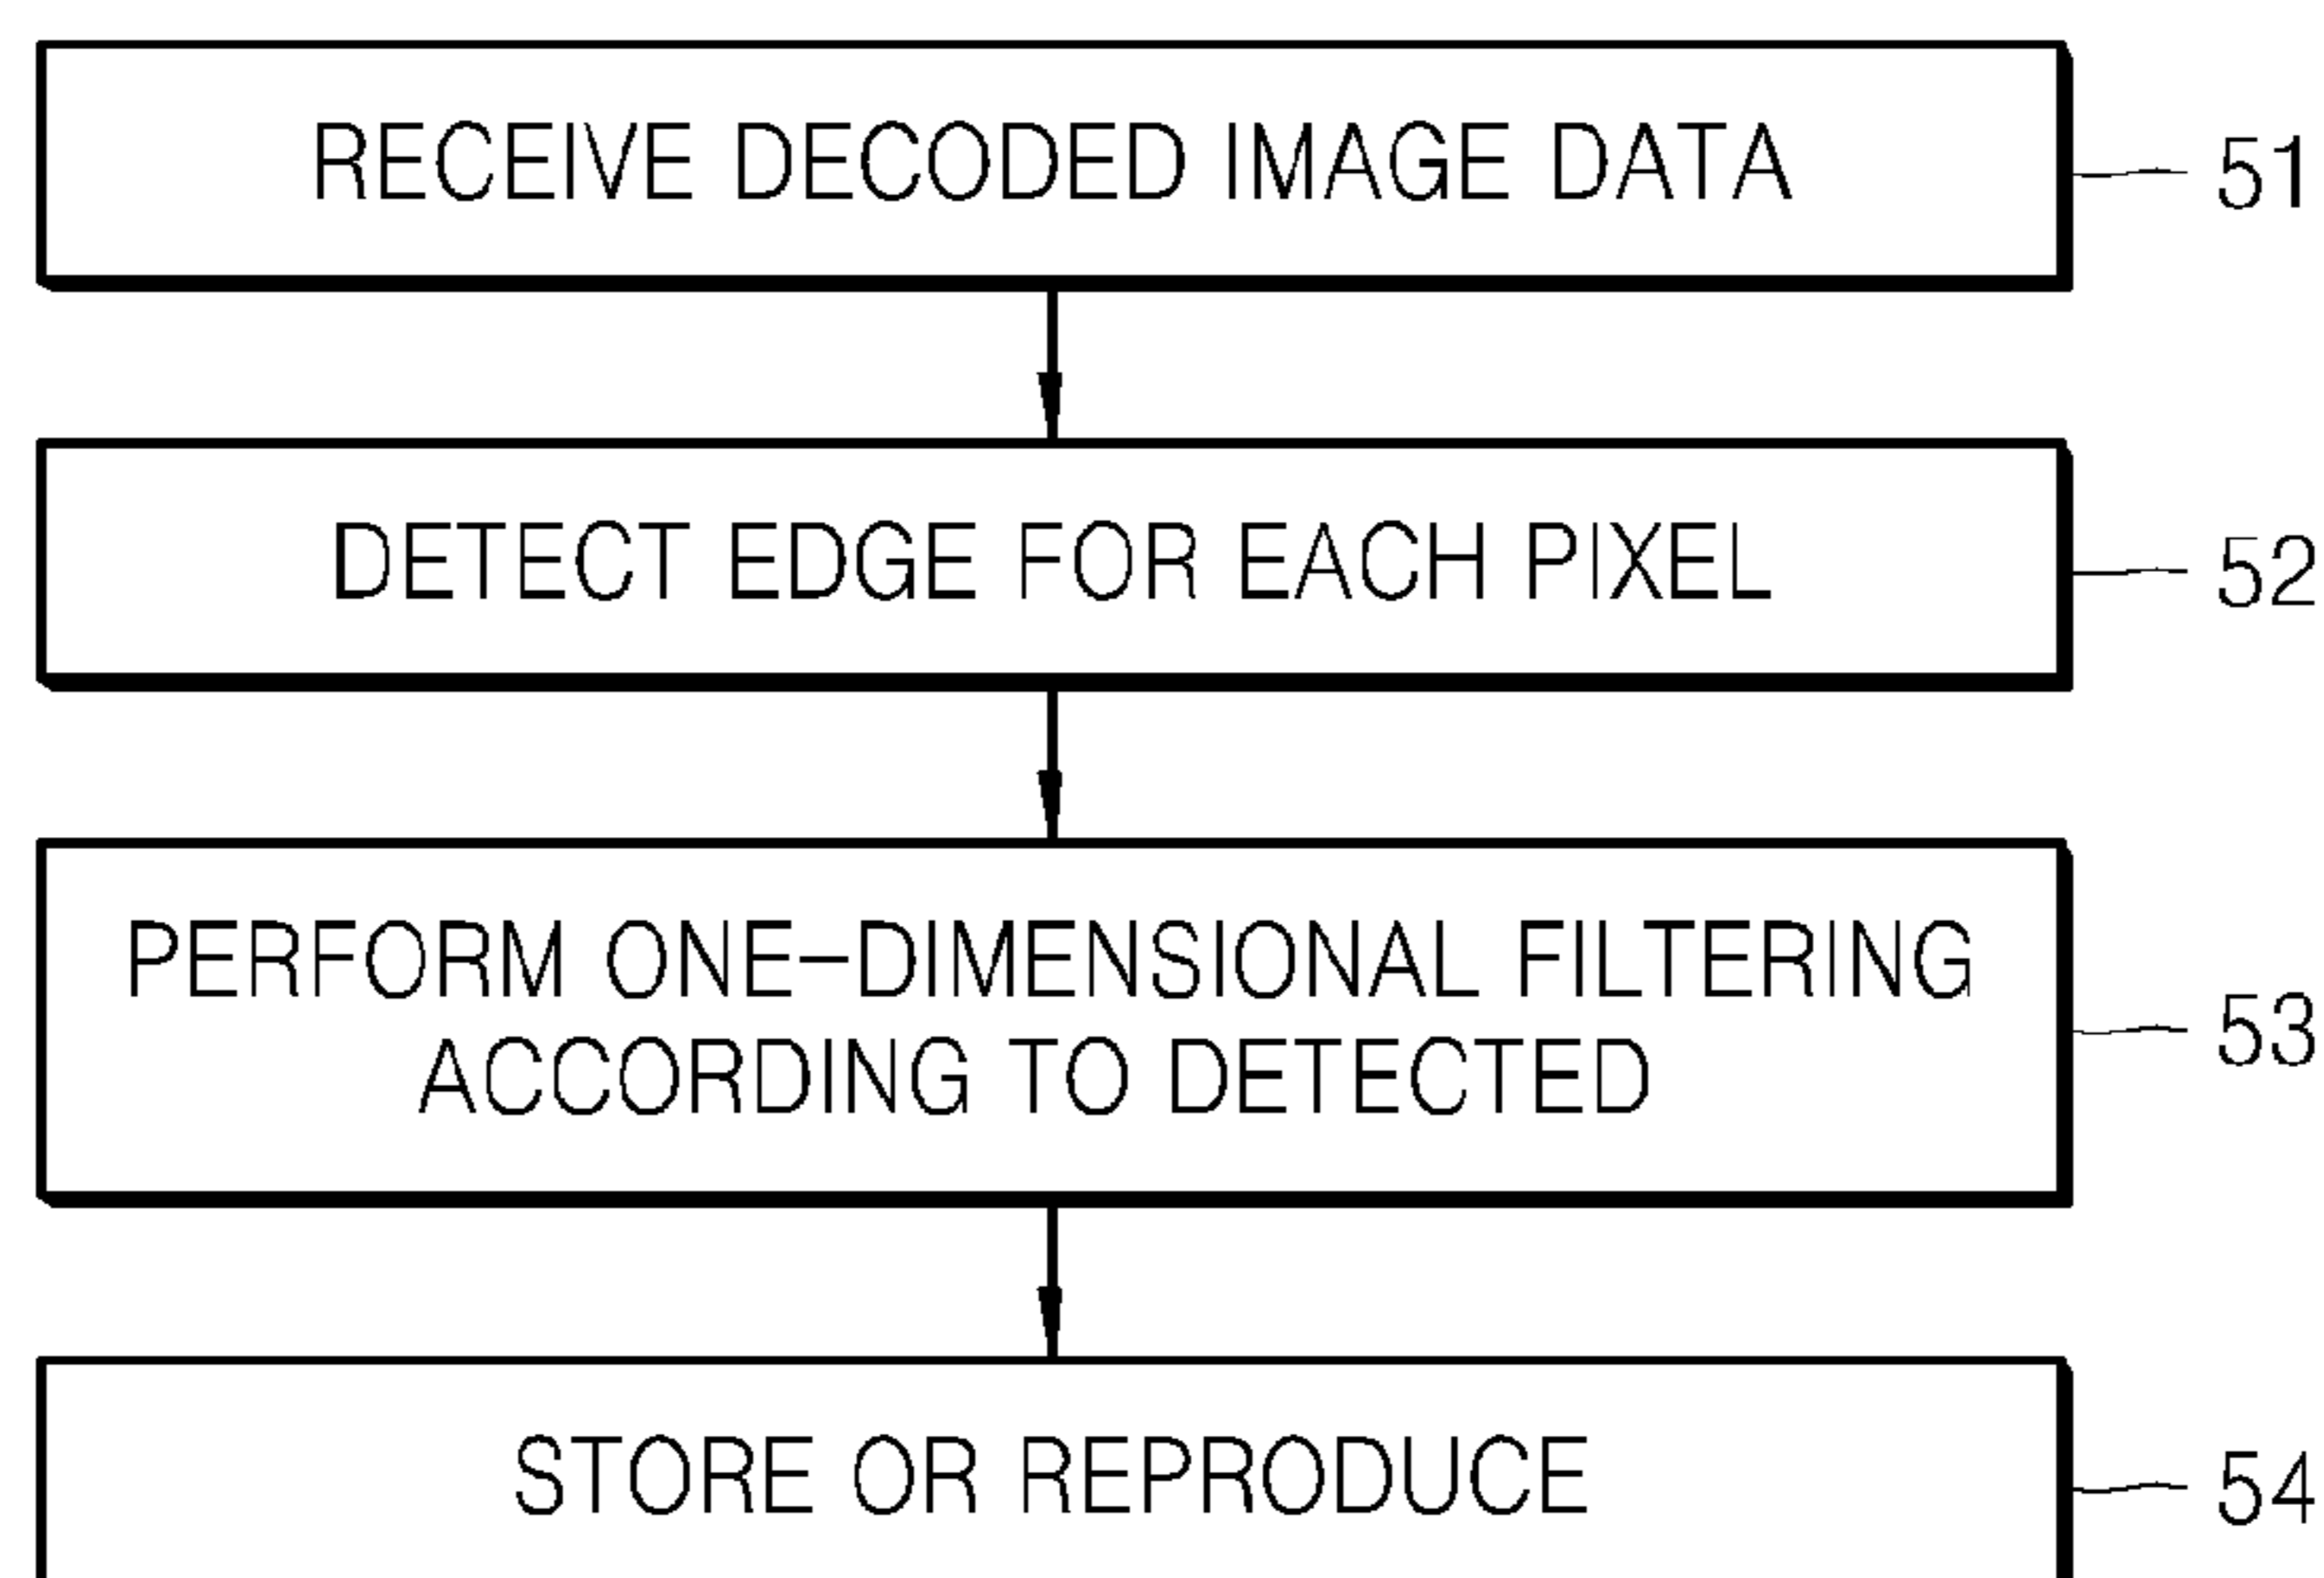 RECEIVE DECODED IMAGE DATA 51
DETECT EDGE FOR EACH PIXEL 52
PERFORM ONE-DIMENSIONAL FILTERING
ACCORDING TO DETECTED 53
STORE OR REPRODUCE 54